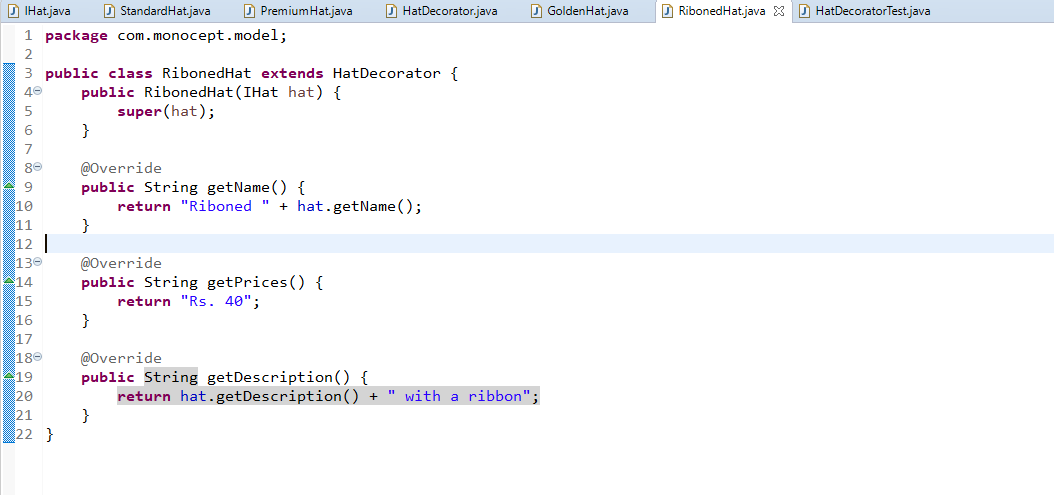 IHat.java StandardHat.java PremiumHat.java HatDecorator.java GoldenHat.java RibonedHat.java HatDecoratorTest.java
1 package com.monocept.model;
2
3 public class RibonedHat extends HatDecorator {
4 public RibonedHat(IHat hat) {
5 super(hat);
6 }
7
8 @Override
9 public String getName() {
10 return "Riboned " + hat.getName();
11 }
12
13 @Override
14 public String getPrices() {
15 return "Rs. 40";
16 }
17
18 @Override
19 public String getDescription() {
20 return hat.getDescription() + " with a ribbon";
21 }
22 }